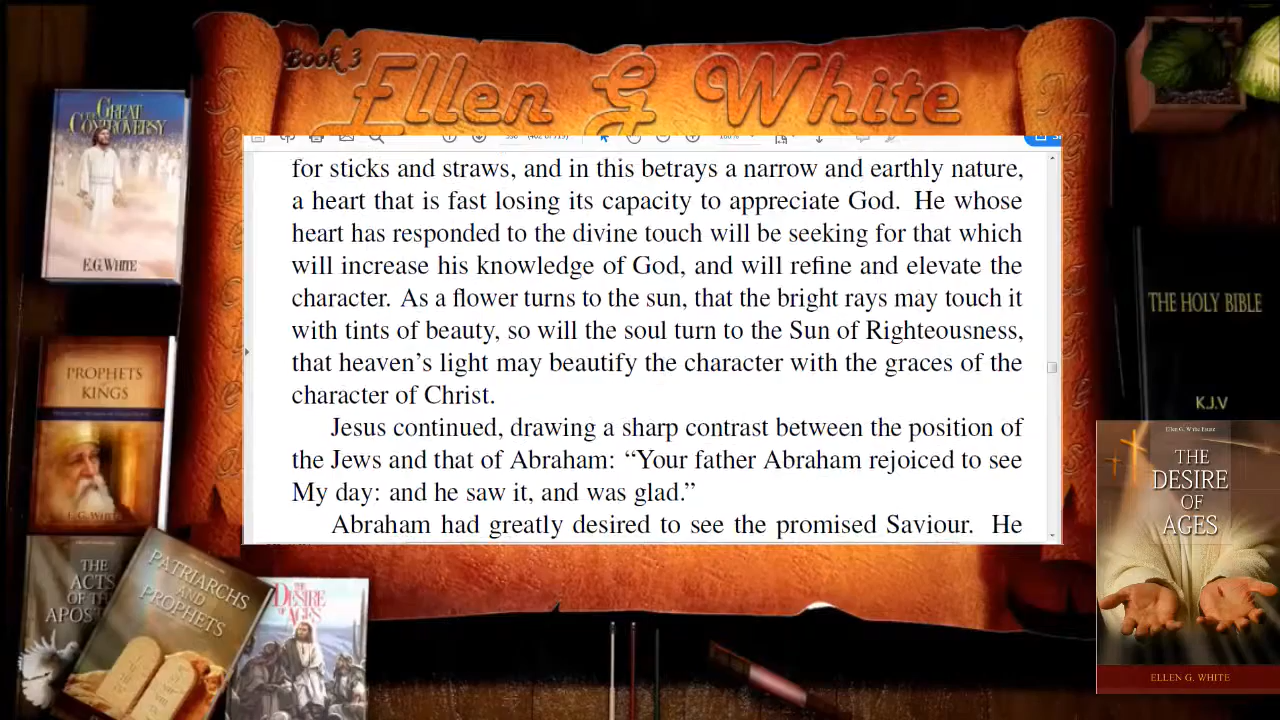 Book 3
Ellen G White
for sticks and straws, and in this betrays a narrow and earthly nature,
a heart that is fast losing its capacity to appreciate God. He whose
heart has responded to the divine touch will be seeking for that which
will increase his knowledge of God, and will refine and elevate the
character. As a flower turns to the sun, that the bright rays may touch it
with tints of beauty, so will the soul turn to the Sun of Righteousness,
that heaven’s light may beautify the character with the graces of the
character of Christ.
Jesus continued, drawing a sharp contrast between the position of
the Jews and that of Abraham: “Your father Abraham rejoiced to see
My day: and he saw it, and was glad.”
Abraham had greatly desired to see the promised Saviour. He
GREAT
CONTROVERSY
E.G. WHITE
PROPHETS
KINGS
E.G. WHITE
THE
ACTS
OF THE
APOST
PATRIARCHS
AND
PROPHETS
THE
DESIRE
OF AGES
THE HOLY BIBLE
K.J.V
THE
DESIRE
OF
AGES
ELLEN G. WHITE